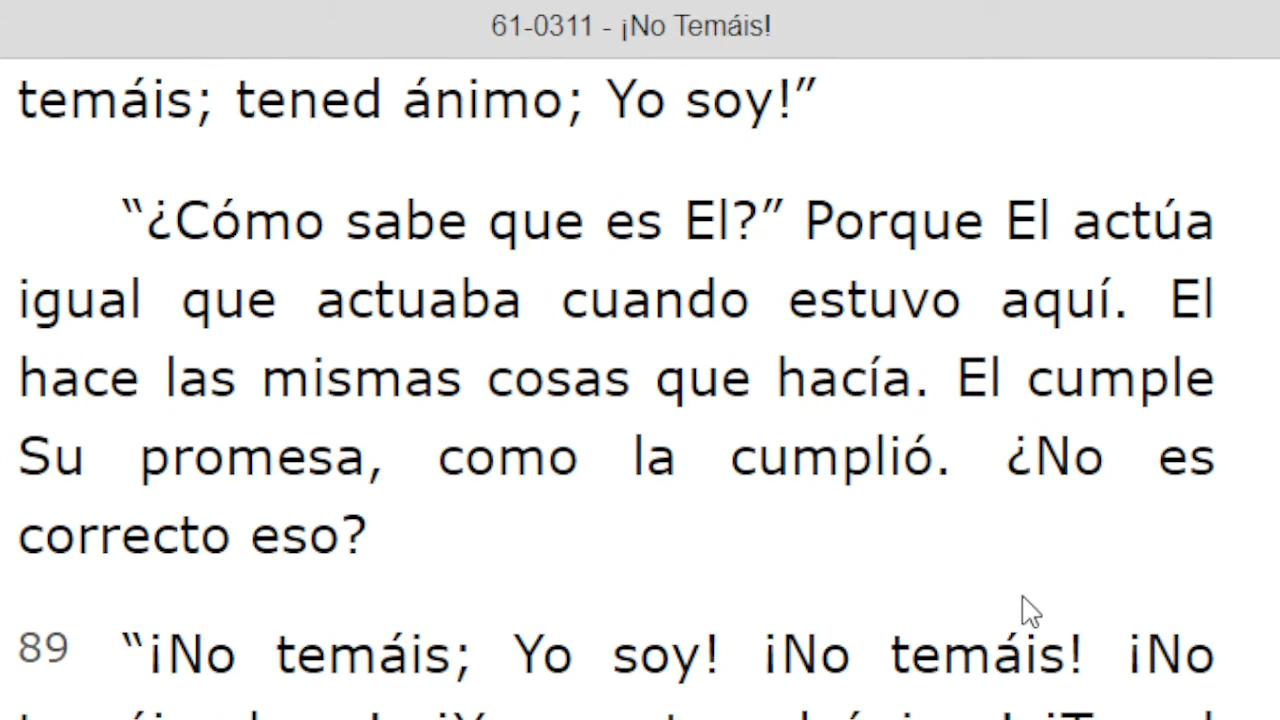 61-0311 - ¡No Temáis!
temáis; tened ánimo; Yo soy!”
“¿Cómo sabe que es El?” Porque El actúa
igual que actuaba cuando estuvo aquí. El
hace las mismas cosas que hacía. El cumple
Su promesa, como la cumplió. ¿No es
correcto eso?
89 “¡No temáis; Yo soy! ¡No temáis! ¡No